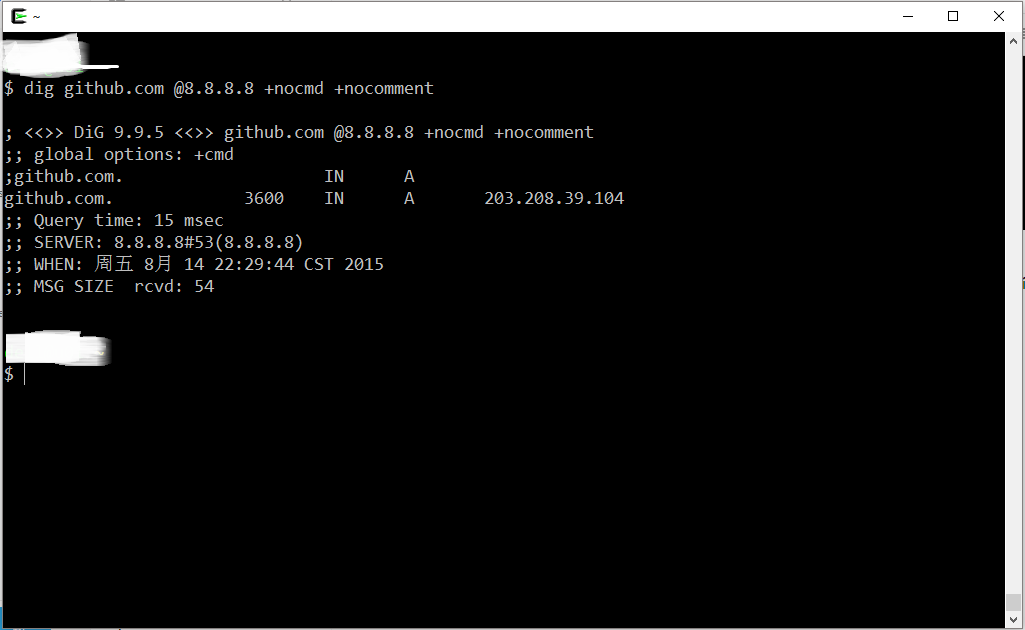 ~
$ dig github.com @8.8.8.8 +nocmd +nocomment
; <<>> DiG 9.9.5 <<>> github.com @8.8.8.8 +nocmd +nocomment
;; global options: +cmd
;github.com. IN A
github.com. 3600 IN A 203.208.39.104
;; Query time: 15 msec
;; SERVER: 8.8.8.8#53(8.8.8.8)
;; WHEN: 周五 8月 14 22:29:44 CST 2015
;; MSG SIZE rcvd: 54
$